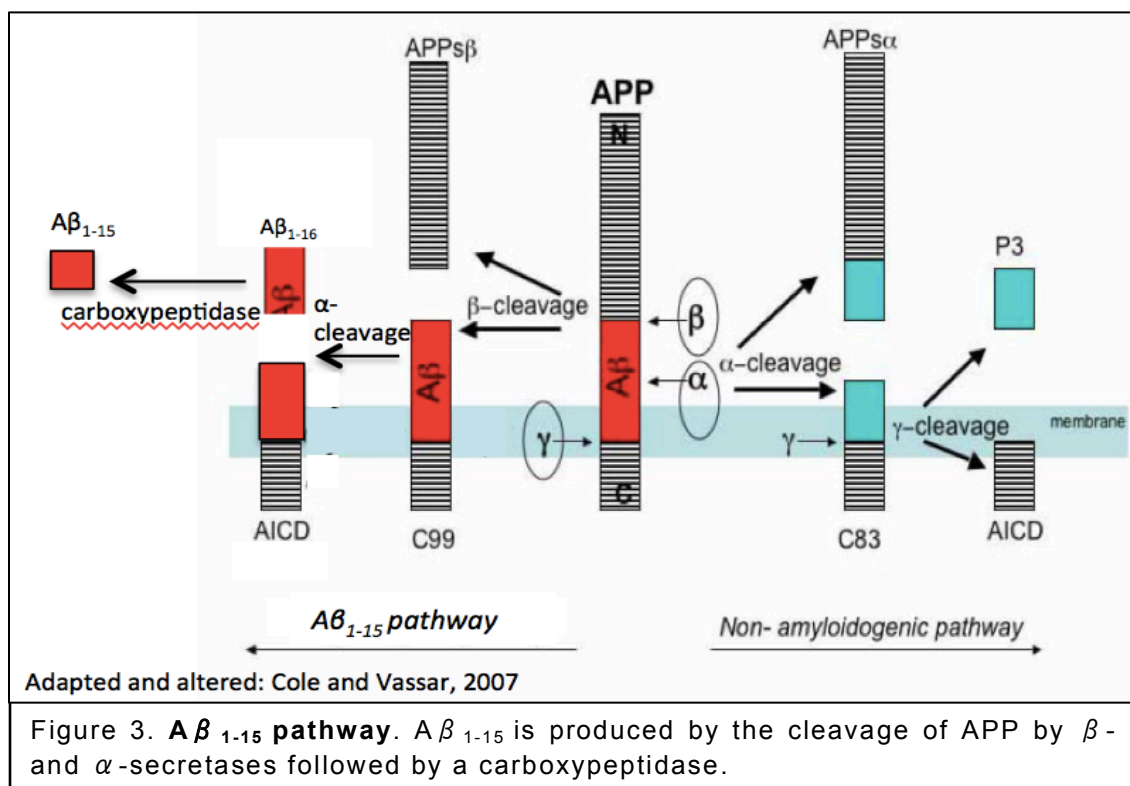 APPsβ
APPsα
APP
N
Aβ1-15
Aβ1-16
P3
Aβ
carboxypeptidase
α-
cleavage
β-cleavage
β
α
α-cleavage
Aβ
Aβ
γ
γ
γ-cleavage
membrane
C
AICD
C99
C83
AICD
Aβ1-15 pathway
Non- amyloidogenic pathway
Adapted and altered: Cole and Vassar, 2007
Figure 3. Aβ 1-15 pathway. Aβ 1-15 is produced by the cleavage of APP by β-
and α-secretases followed by a carboxypeptidase.